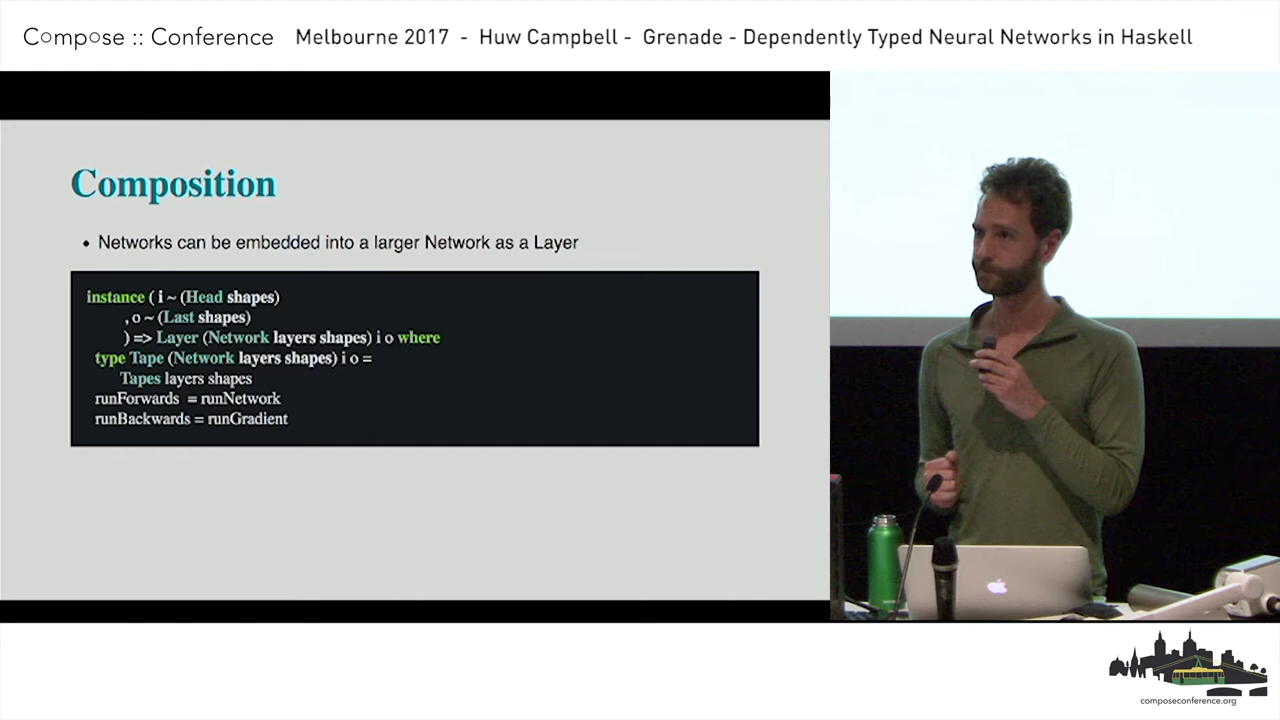 Compose :: Conference Melbourne 2017 - Huw Campbell - Grenade - Dependently Typed Neural Networks in Haskell
Composition
• Networks can be embedded into a larger Network as a Layer
instance ( i ~ (Head shapes)
, o ~ (Last shapes)
) => Layer (Network layers shapes) i o where
type Tape (Network layers shapes) i o =
Tapes layers shapes
runForwards = runNetwork
runBackwards = runGradient
composeconference.org